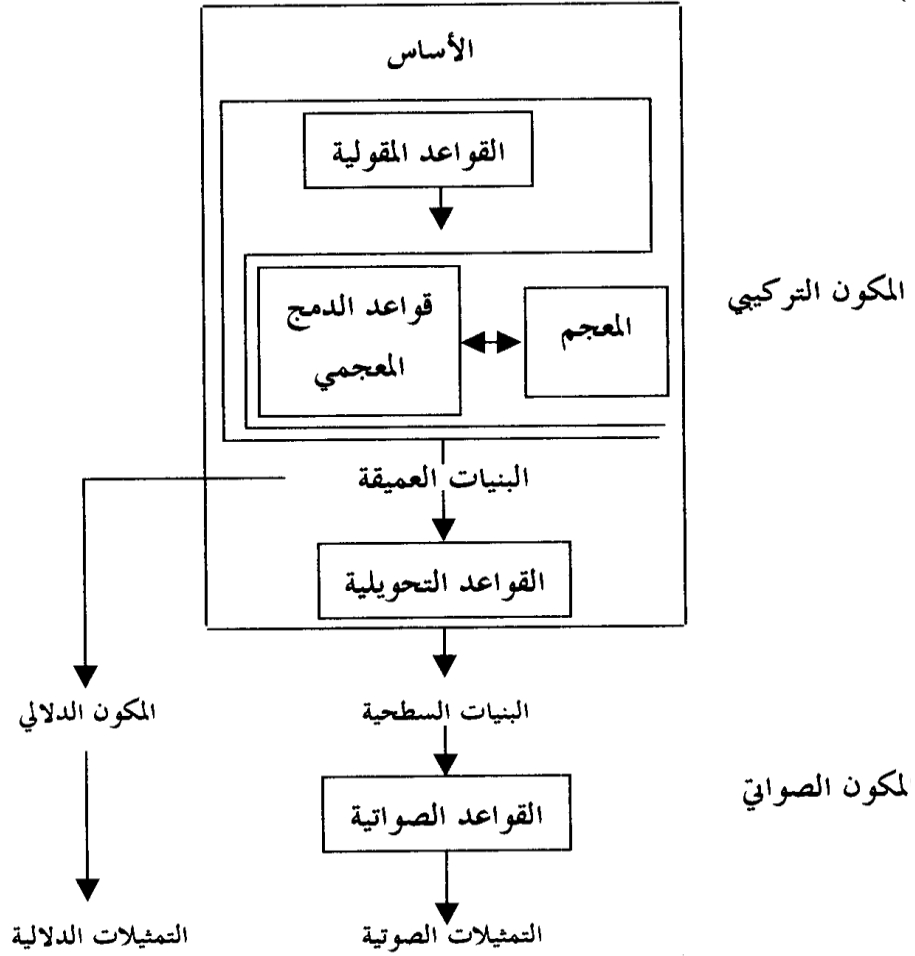 الأساس
القواعد المقولية
المكون التركيبي
المعجم
قواعد الدمج
المعجمي
البنيات العميقة
القواعد التحويلية
البنيات السطحية
المكون الدلالي
لمكون الصواتي
القواعد الصواتية
التمثيلات الصوتية
التمثيلات الدلالية